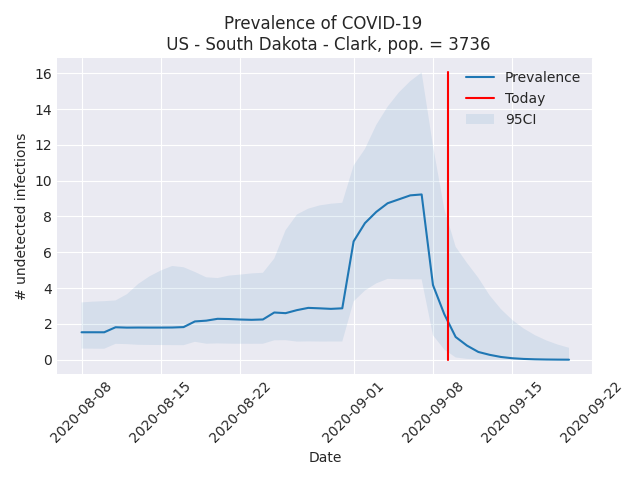 Prevalence of COVID-19
US - South Dakota - Clark, pop. = 3736
# undetected infections
16
14
12
10
8
6
4
2
0
Prevalence
Today
95CI
2020-08-08
2020-08-15
2020-08-22
2020-09-01
2020-09-08
2020-09-15
2020-09-22
Date